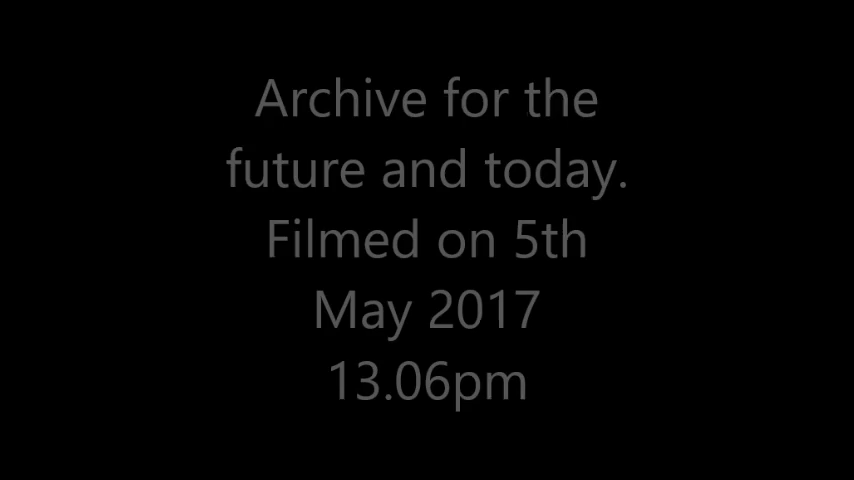 Archive for the
future and today.
Filmed on 5th
May 2017
13.06pm